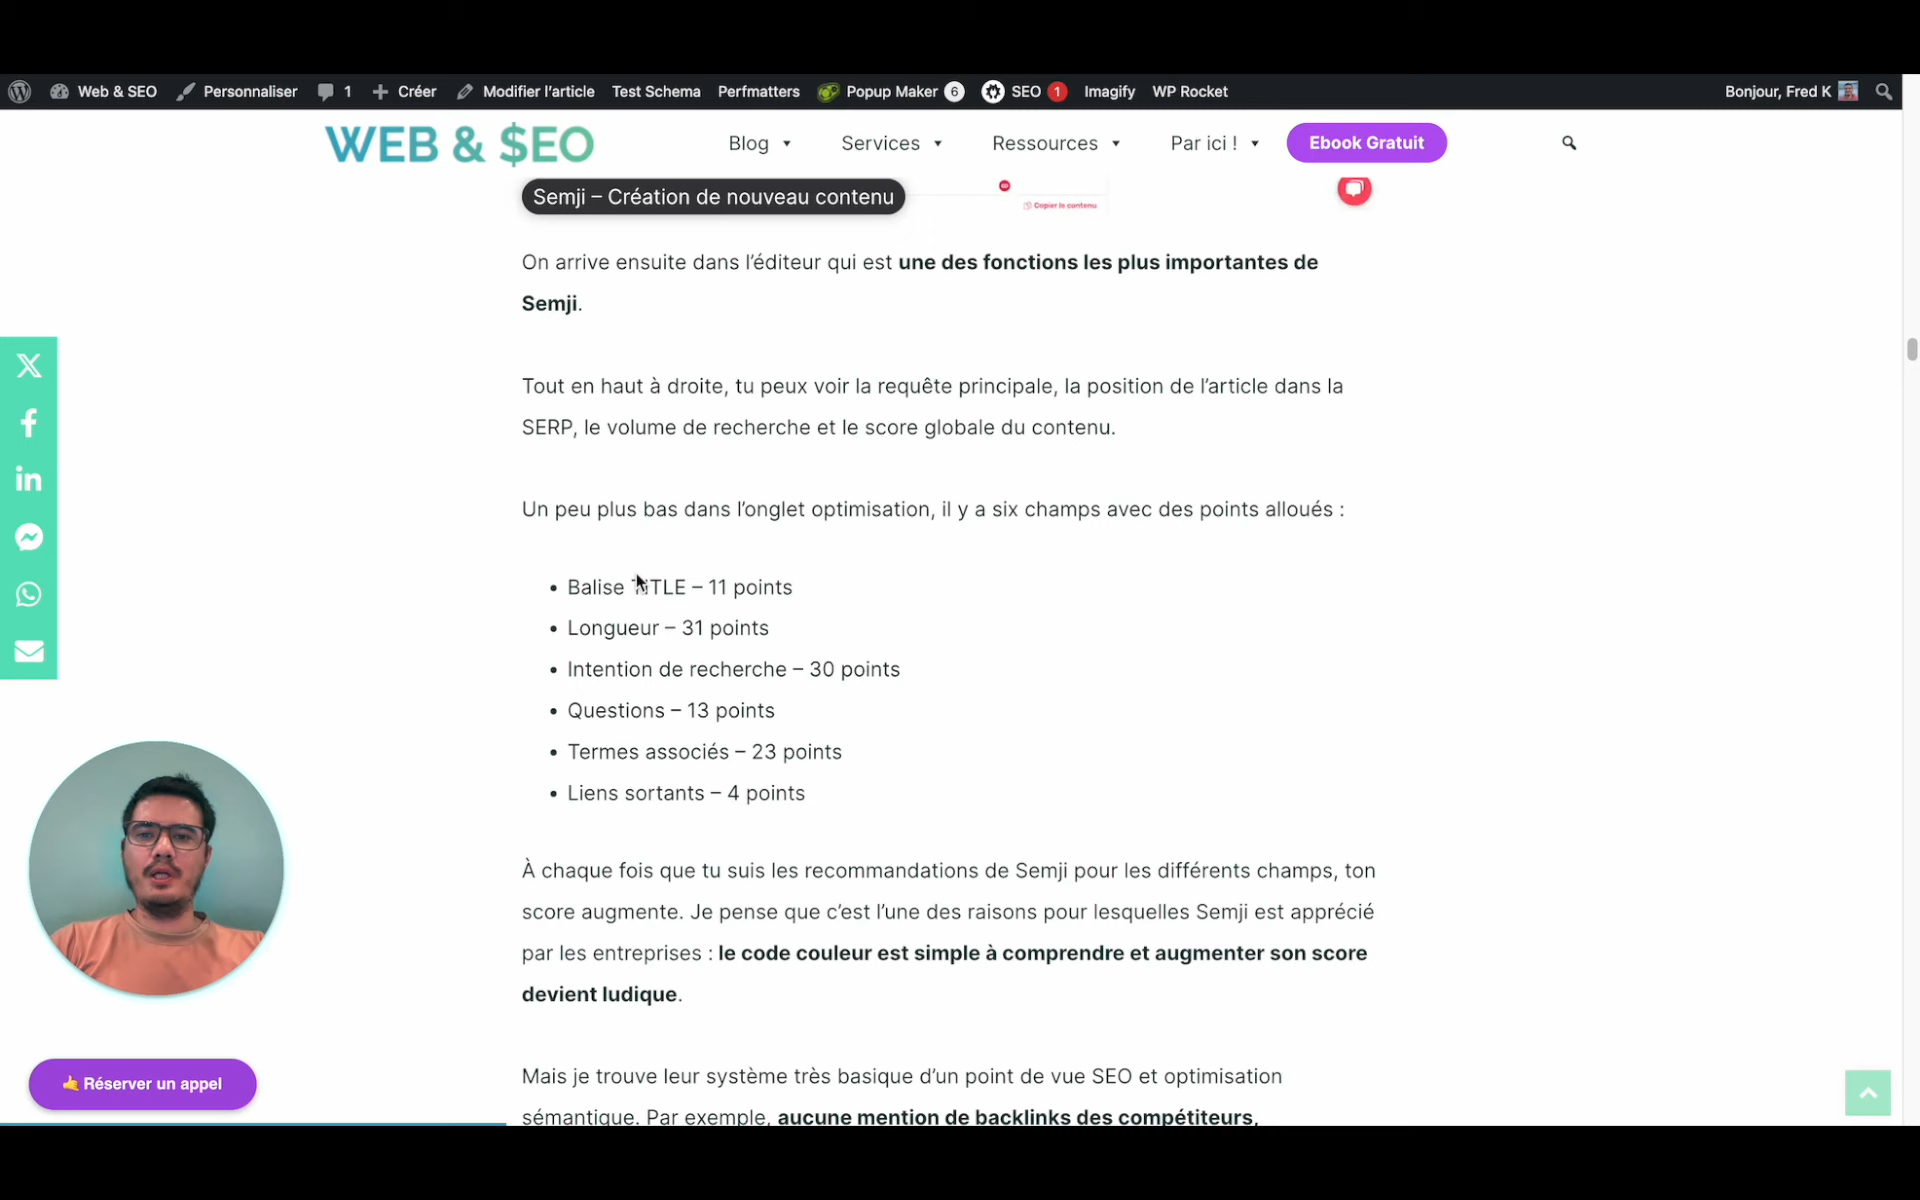 Web & SEO Personnaliser 1 Créer Modifier l'article Test Schema Perfmatters Popup Maker 6 SEO 1 Imagify WP Rocket Bonjour, Fred K
WEB & $EO Blog Services Ressources Par ici ! Ebook Gratuit
Semji – Création de nouveau contenu
Copier le contenu
On arrive ensuite dans l'éditeur qui est une des fonctions les plus importantes de
Semji.
Tout en haut à droite, tu peux voir la requête principale, la position de l'article dans la
SERP, le volume de recherche et le score globale du contenu.
Un peu plus bas dans l'onglet optimisation, il y a six champs avec des points alloués :
• Balise TITLE – 11 points
• Longueur – 31 points
• Intention de recherche – 30 points
• Questions – 13 points
• Termes associés – 23 points
• Liens sortants – 4 points
À chaque fois que tu suis les recommandations de Semji pour les différents champs, ton
score augmente. Je pense que c'est l'une des raisons pour lesquelles Semji est apprécié
par les entreprises : le code couleur est simple à comprendre et augmenter son score
devient ludique.
🤙 Réserver un appel
Mais je trouve leur système très basique d'un point de vue SEO et optimisation
sémantique. Par exemple, aucune mention de backlinks des compétiteurs,